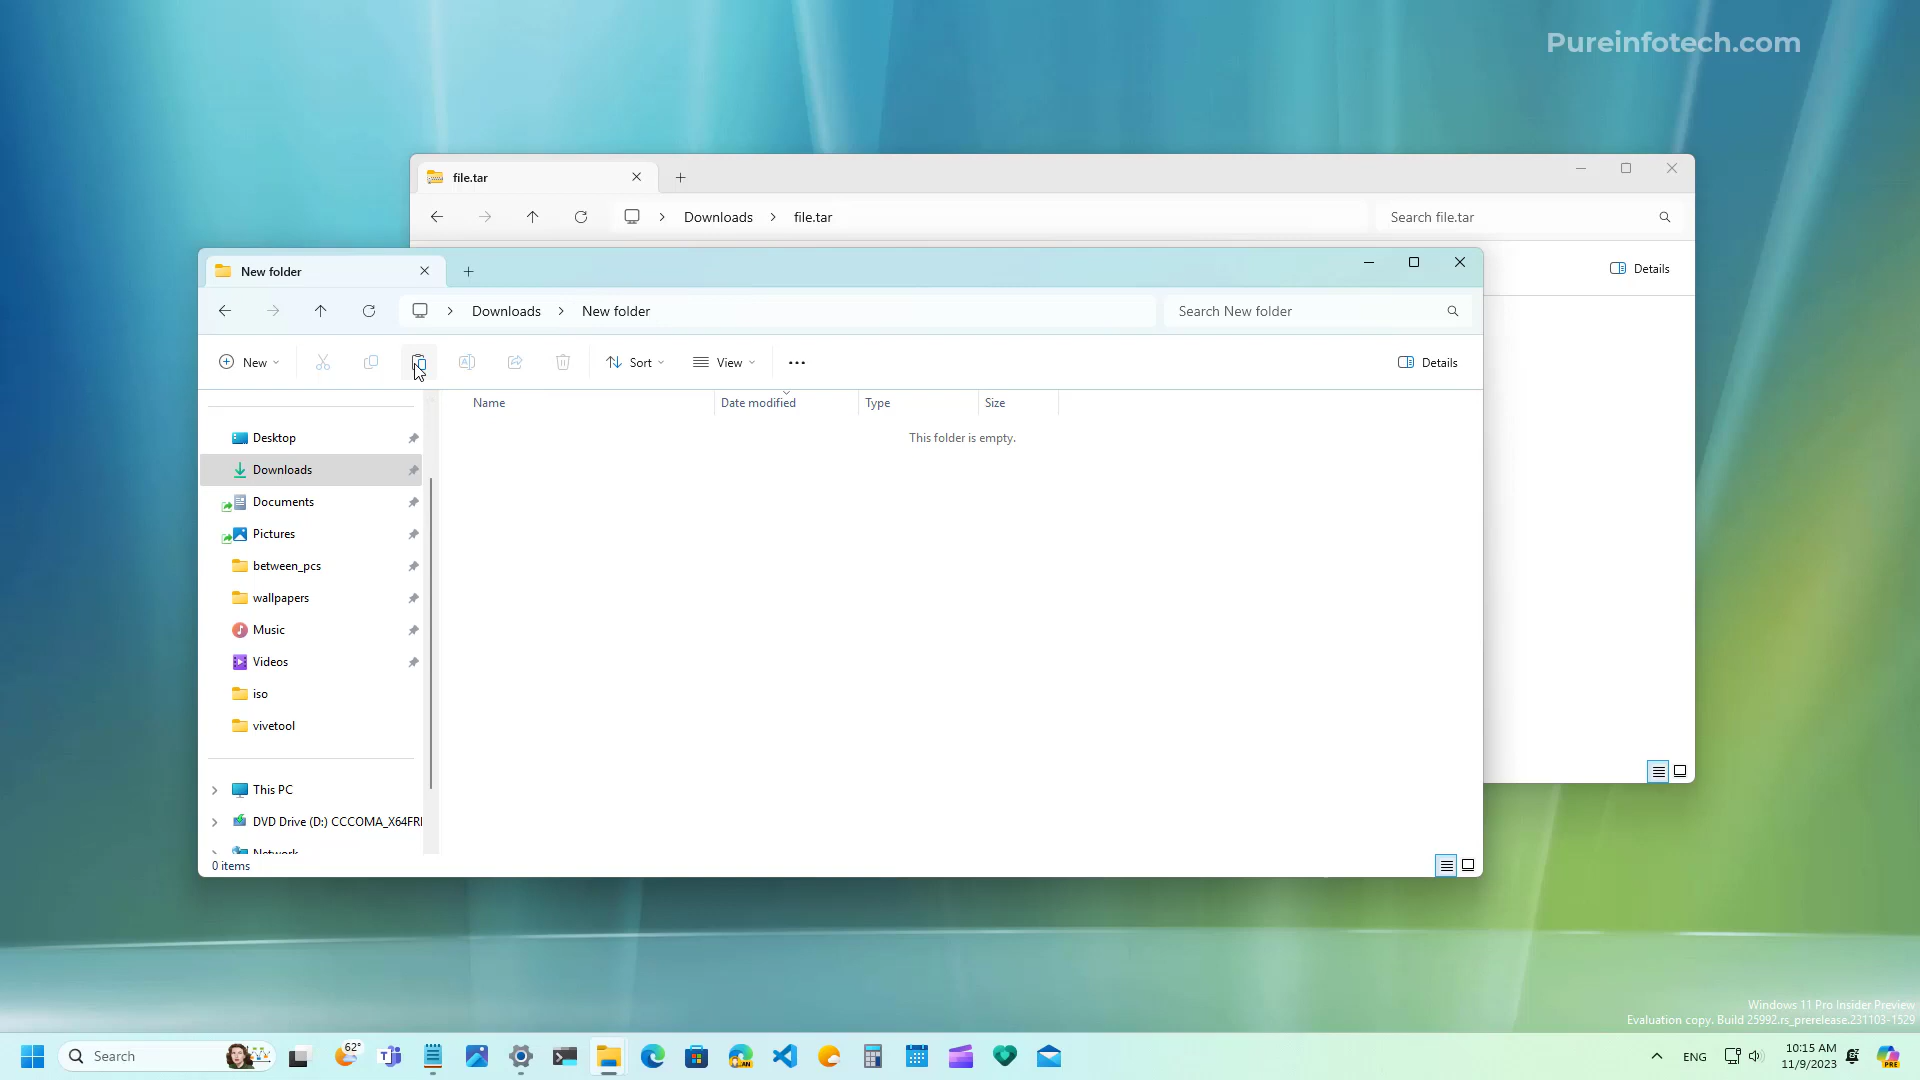 Pureinfotech.com
file.tar
Downloads
file.tar
Search file.tar
Details
New folder
Downloads
New folder
Search New folder
New
Sort
View
Details
Name
Date modified
Type
Size
This folder is empty.
Desktop
Downloads
Documents
Pictures
between_pcs
wallpapers
Music
Videos
iso
vivetool
This PC
DVD Drive (D:) CCCOMA_X64FRE
Network
0 items
Windows 11 Pro Insider Preview
Evaluation copy. Build 25992.rs_prerelease.231103-1529
Search
62°
CAN
PRE
ENG
10:15 AM
11/9/2023